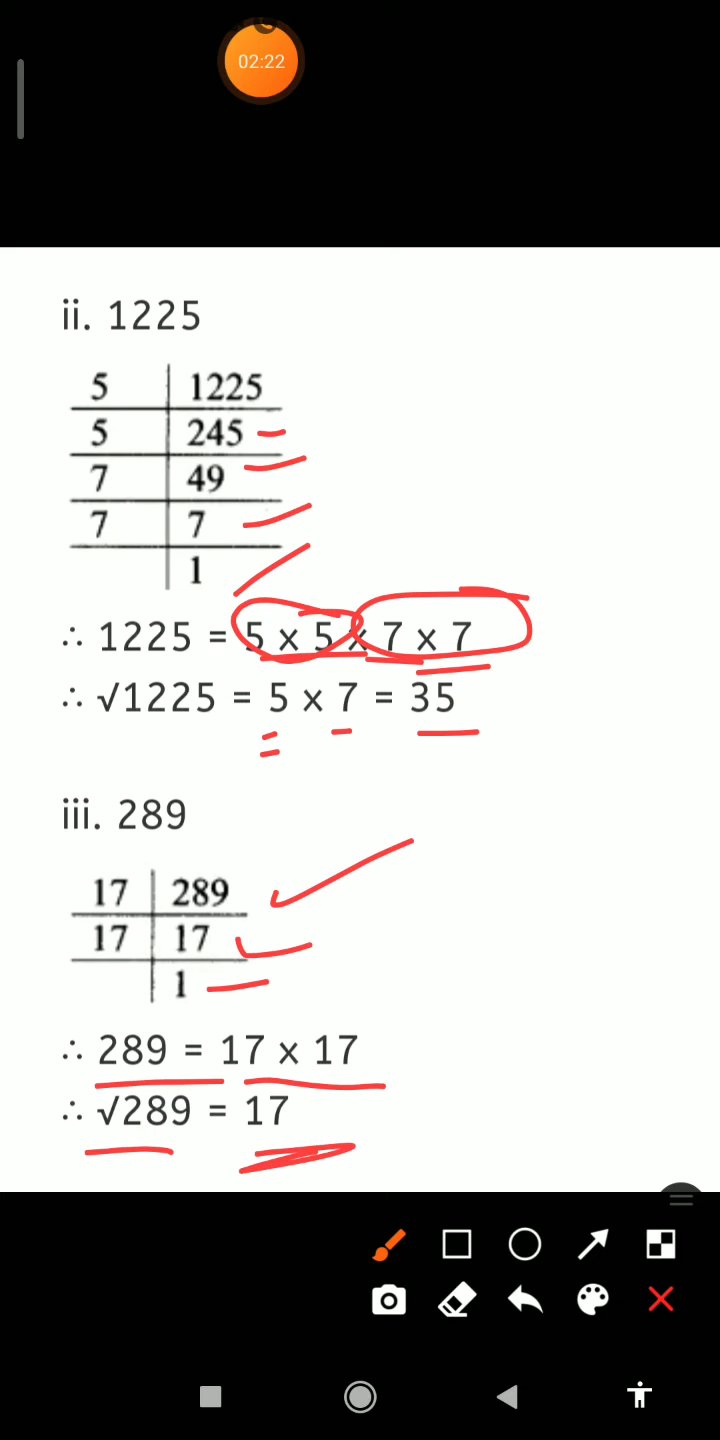 02:22
ii. 1225
5 1225
5 245
7 49
7 7
1
∴ 1225 = 5 x 5 x 7 x 7
∴ √1225 = 5 x 7 = 35
iii. 289
17 289
17 17
1
∴ 289 = 17 x 17
∴ √289 = 17